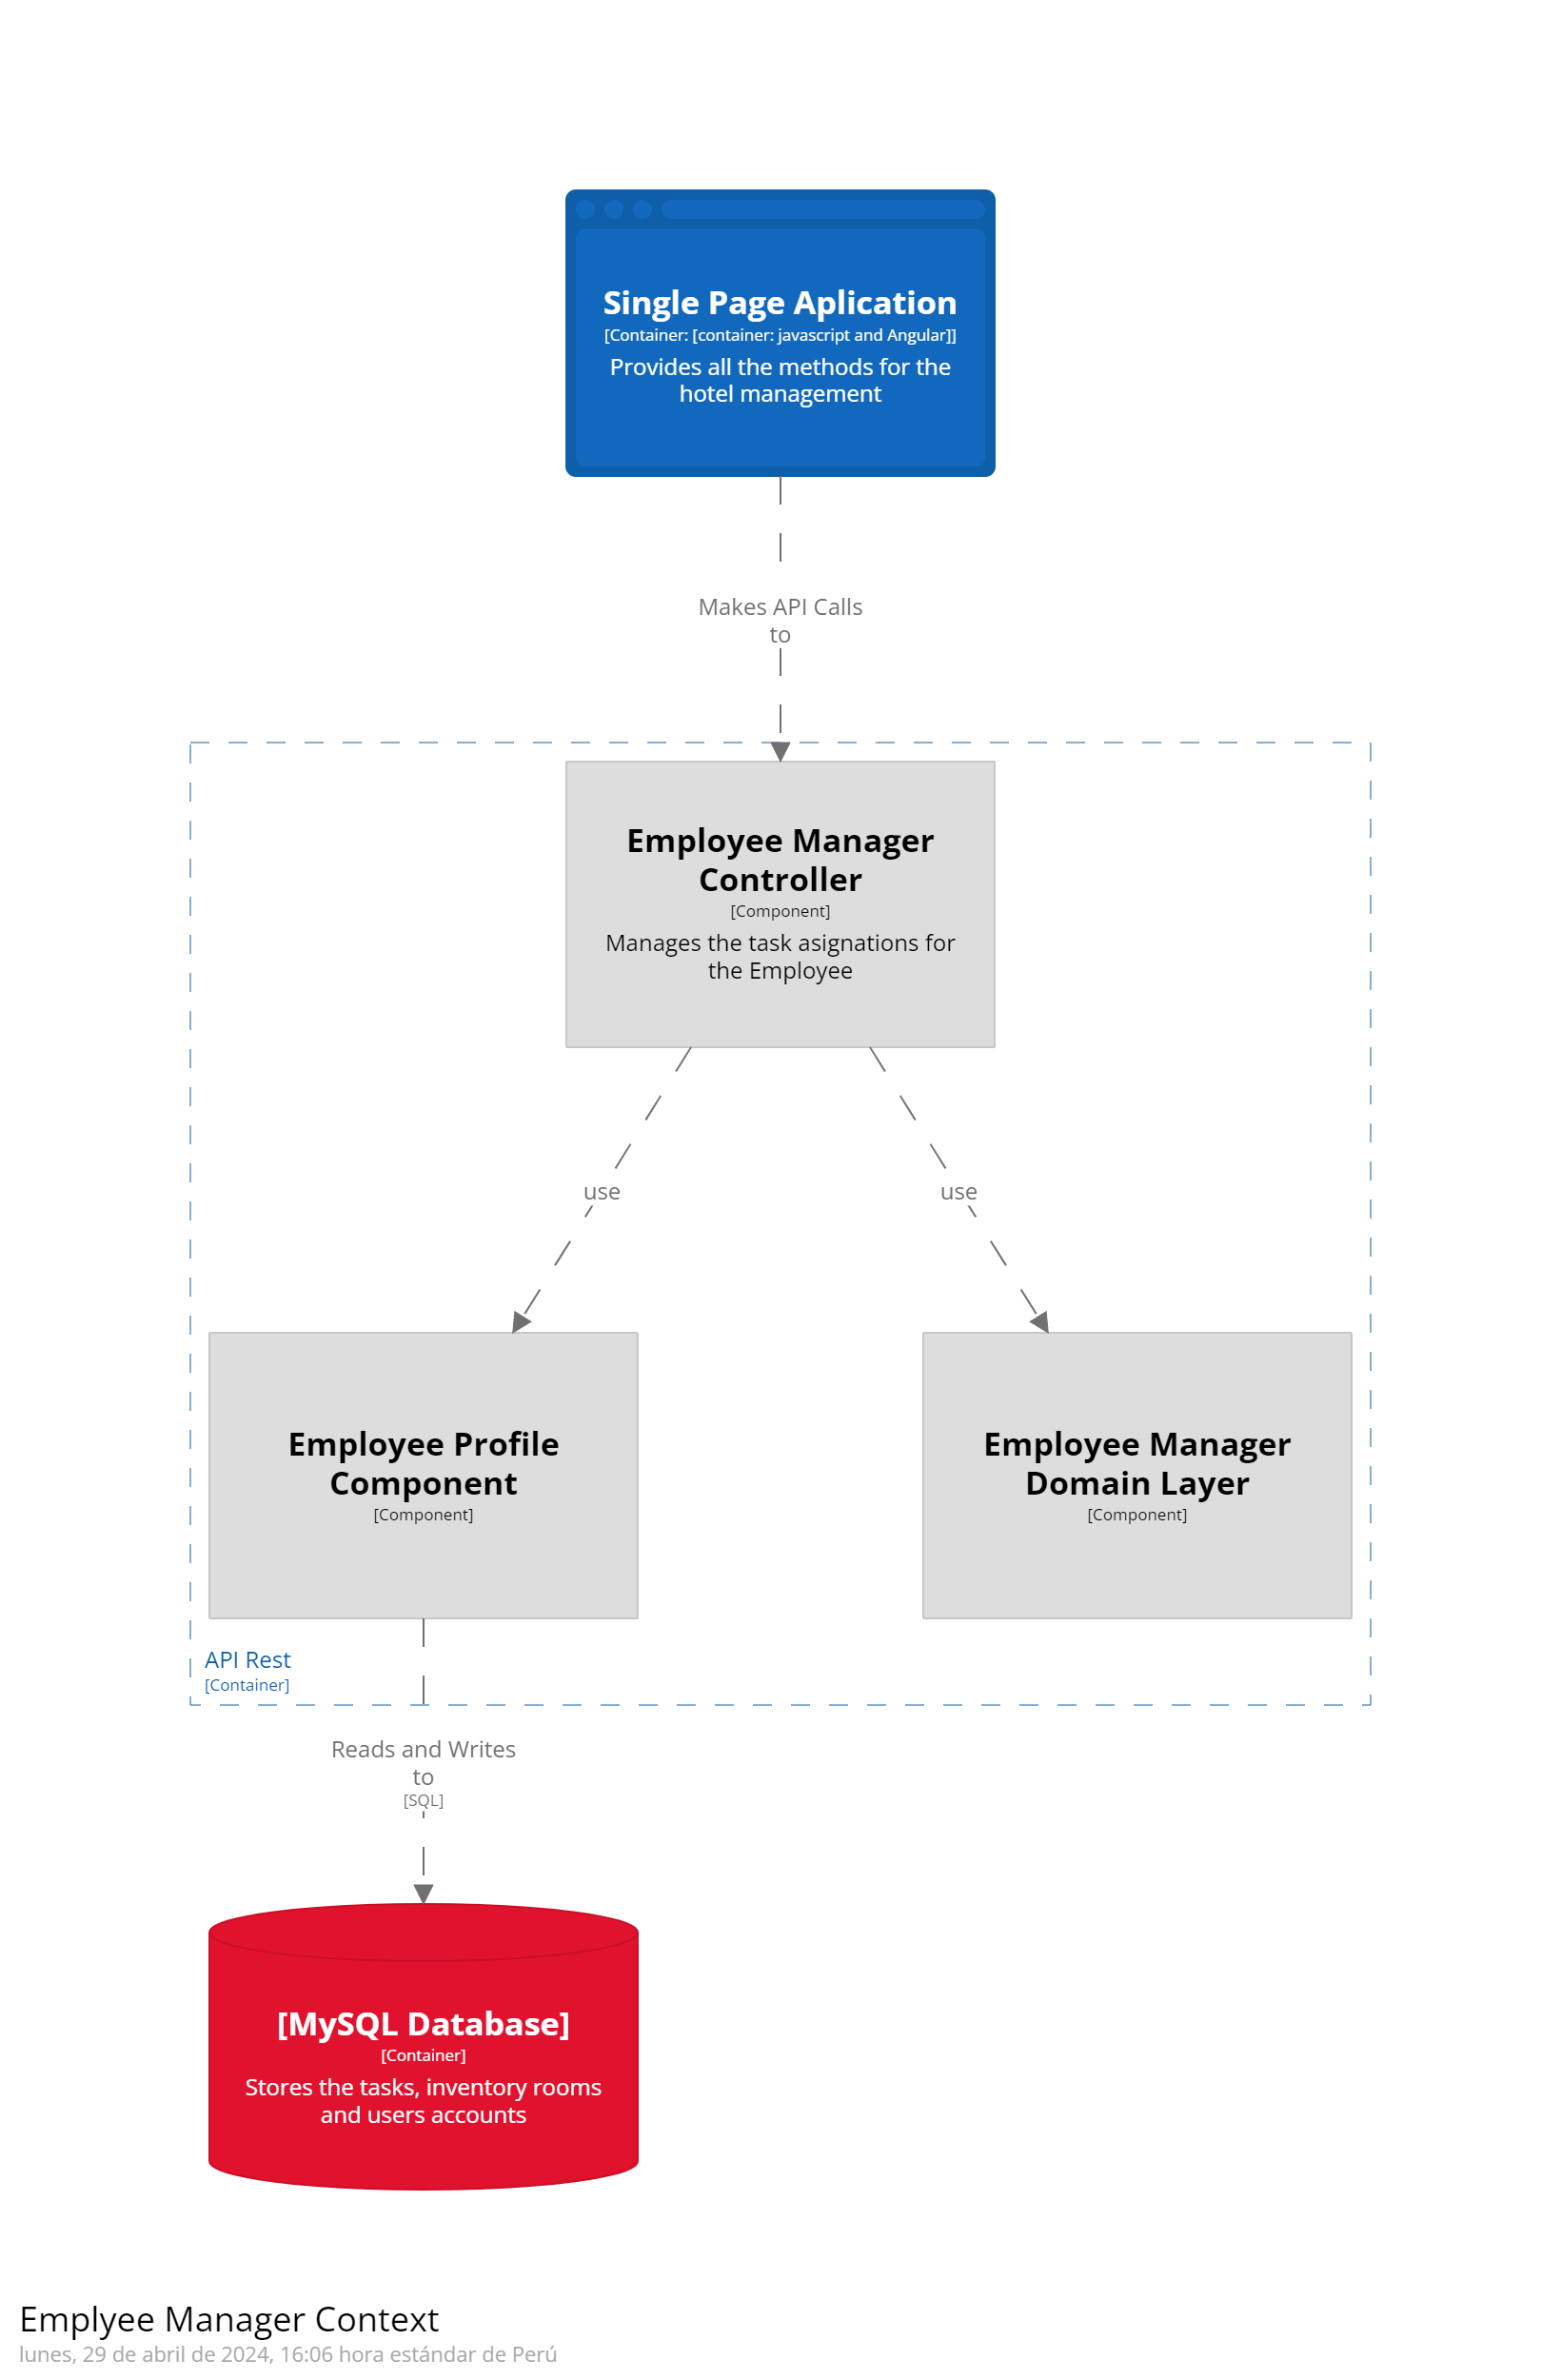 Single Page Aplication
[Container: [container: javascript and Angular]]
Provides all the methods for the
hotel management
Makes API Calls
to
Employee Manager
Controller
[Component]
Manages the task asignations for
the Employee
use
use
Employee Profile
Component
[Component]
Employee Manager
Domain Layer
[Component]
API Rest
[Container]
Reads and Writes
to
[SQL]
[MySQL Database]
[Container]
Stores the tasks, inventory rooms
and users accounts
Emplyee Manager Context
lunes, 29 de abril de 2024, 16:06 hora estándar de Perú